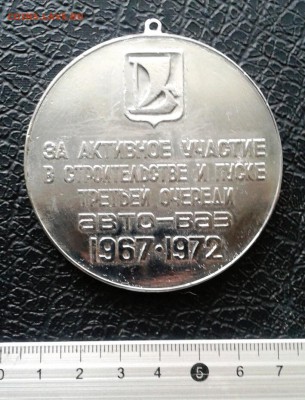 ЗА АКТИВНОЕ УЧАСТИЕ
В СТРОИТЕЛЬСТВЕ И ПУСКЕ
ТРЕТЬЕЙ ОЧЕРЕДИ
АВТО-ВАЗ
1967·1972
0 1 2 3 4 5 6 7